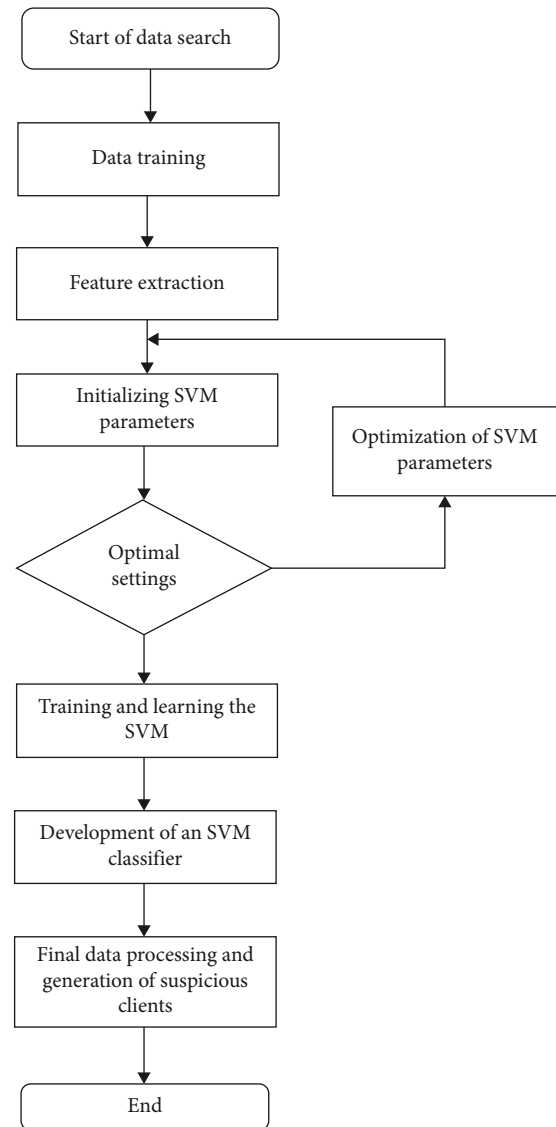 Start of data search
Data training
Feature extraction
Initializing SVM
parameters
Optimization of SVM
parameters
Optimal
settings
Training and learning the
SVM
Development of an SVM
classifier
Final data processing and
generation of suspicious
clients
End